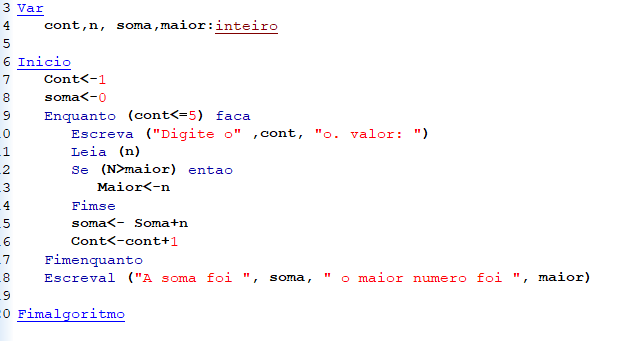 3 Var
4 cont,n, soma,maior:inteiro
5
6 Inicio
7 Cont<-1
8 soma<-0
9 Enquanto (cont<=5) faca
0 Escreva ("Digite o" ,cont, "o. valor: ")
1 Leia (n)
2 Se (N>maior) entao
3 Maior<-n
4 Fimse
5 soma<- Soma+n
6 Cont<-cont+1
7 Fimenquanto
8 Escreval ("A soma foi ", soma, " o maior numero foi ", maior)
9
0 Fimalgoritmo